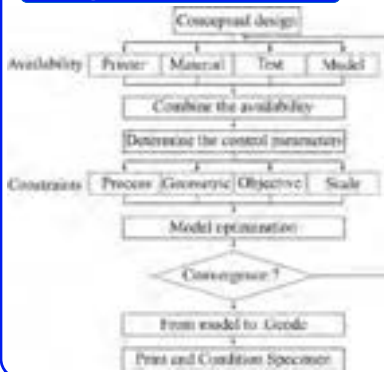 Conceptual design
Availability Printer Material Test Model
Combine the availability
Determine the control parameters
Constraints Process Geometric Objective Scale
Model optimization
Convergence ?
From model to Gcode
Print and Condition Specimen